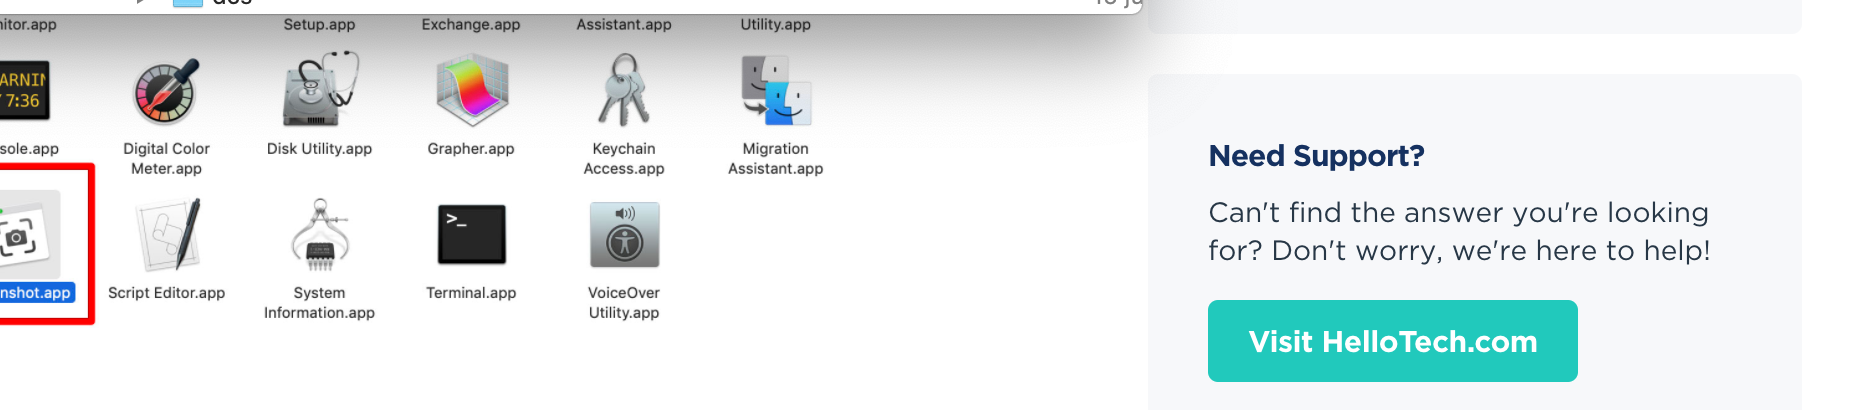 itor.app
Setup.app
Exchange.app
Assistant.app
Utility.app
7:36
sole.app
Digital Color
Meter.app
Disk Utility.app
Grapher.app
Keychain
Access.app
Migration
Assistant.app
>_
nshot.app
Script Editor.app
System
Information.app
Terminal.app
VoiceOver
Utility.app
Need Support?
Can't find the answer you're looking
for? Don't worry, we're here to help!
Visit HelloTech.com